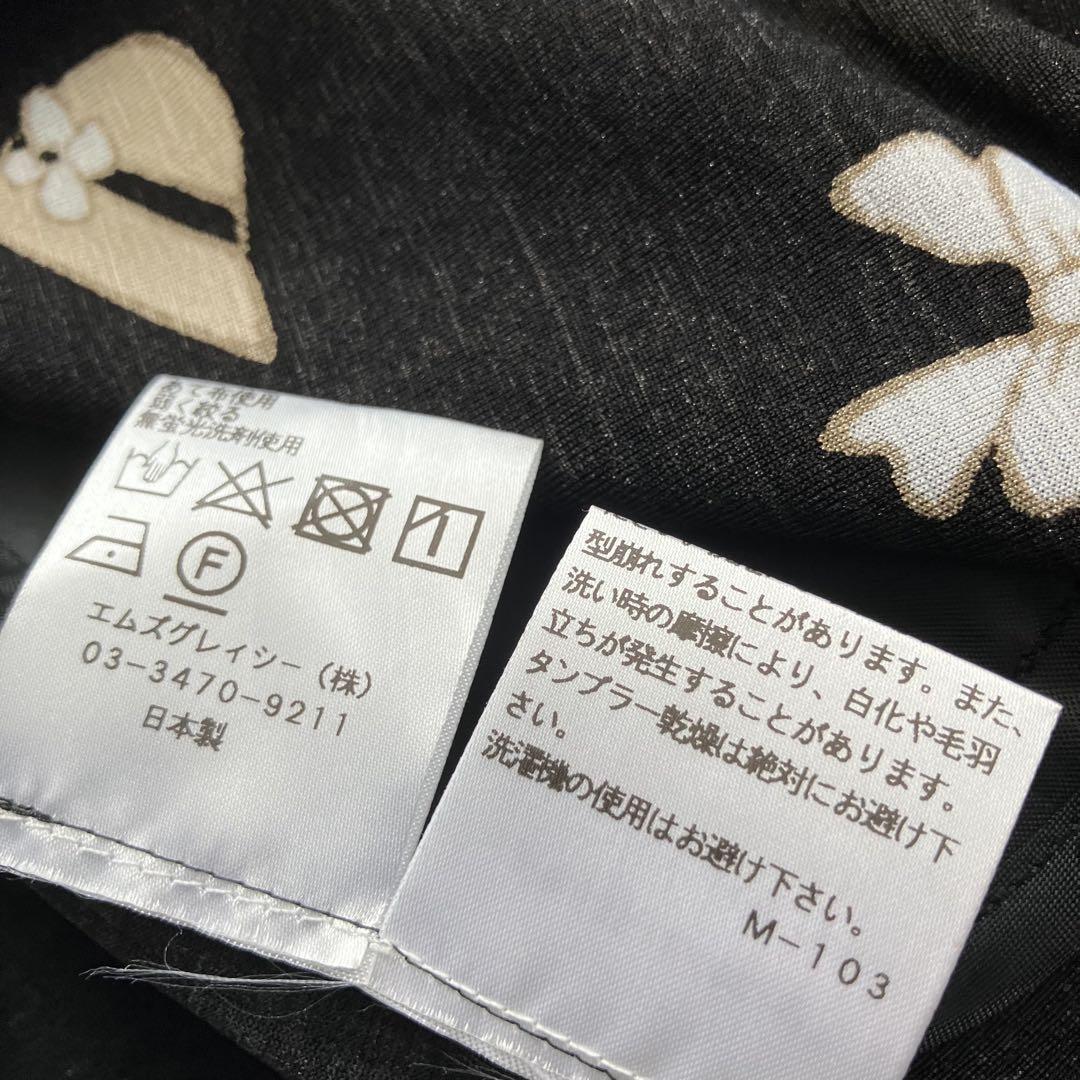 あて布使用
短く絞る
無蛍光洗剤使用
F
エムズグレィシー（株）
03-3470-9211
日本製
型崩れすることがあります。また、
洗い時の摩擦により、白化や毛羽
立ちが発生することがあります。
タンブラー乾燥は絶対にお避け下
さい。
洗濯機の使用はお避け下さい。
M-103